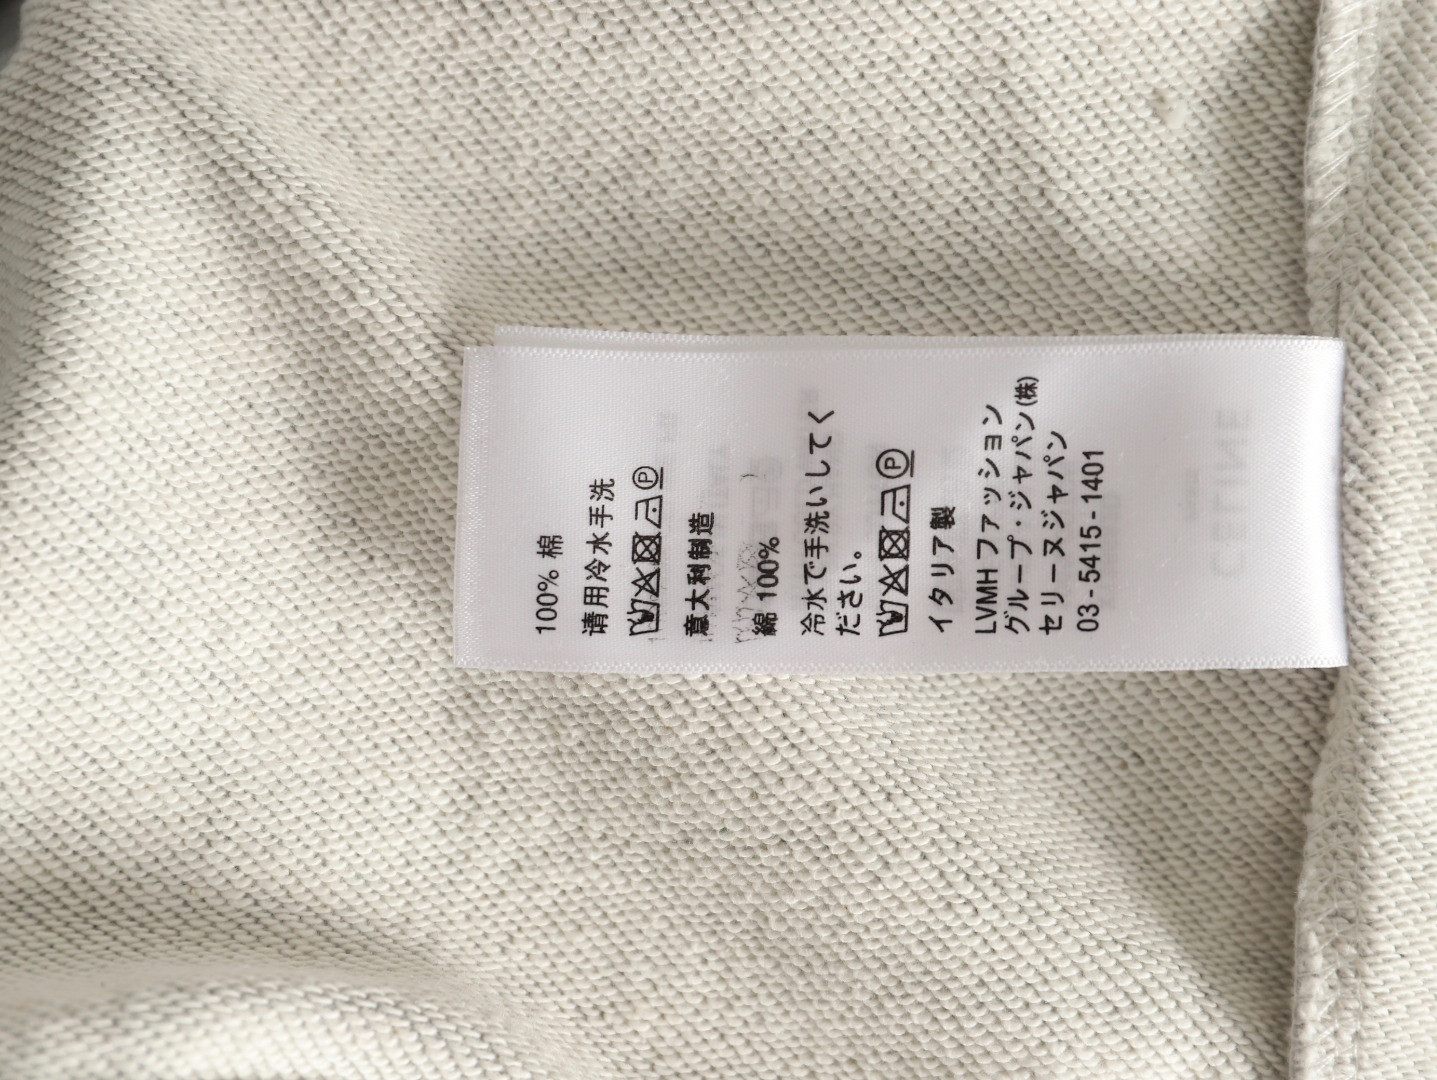 100% 棉
请用冷水手洗
P
意大利制造
綿 100%
冷水で手洗いしてく
ださい。
P
イタリア製
LVMH ファッション
グループ・ジャパン(株)
セリーヌジャパン
03 - 5415 - 1401
CELINE